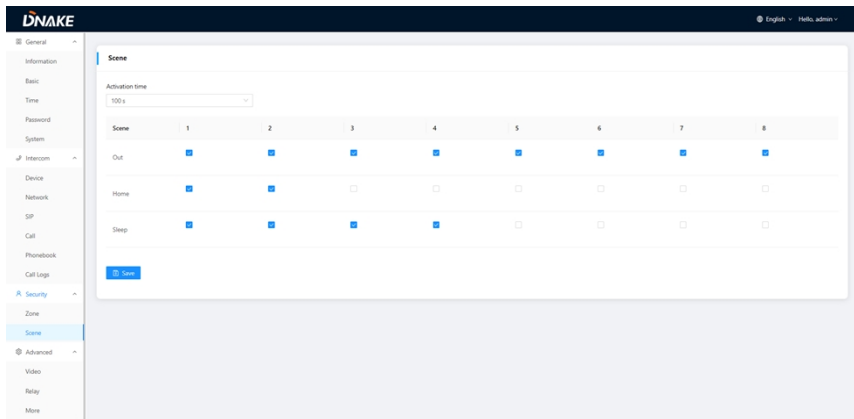 DNAKE
English Hello, admin
General
Information
Basic
Time
Password
System
Intercom
Device
Network
SIP
Call
Phonebook
Call Logs
Security
Zone
Scene
Advanced
Video
Relay
More
Scene
Activation time
100 s
Scene 1 2 3 4 5 6 7 8
Out
Home
Sleep
Save